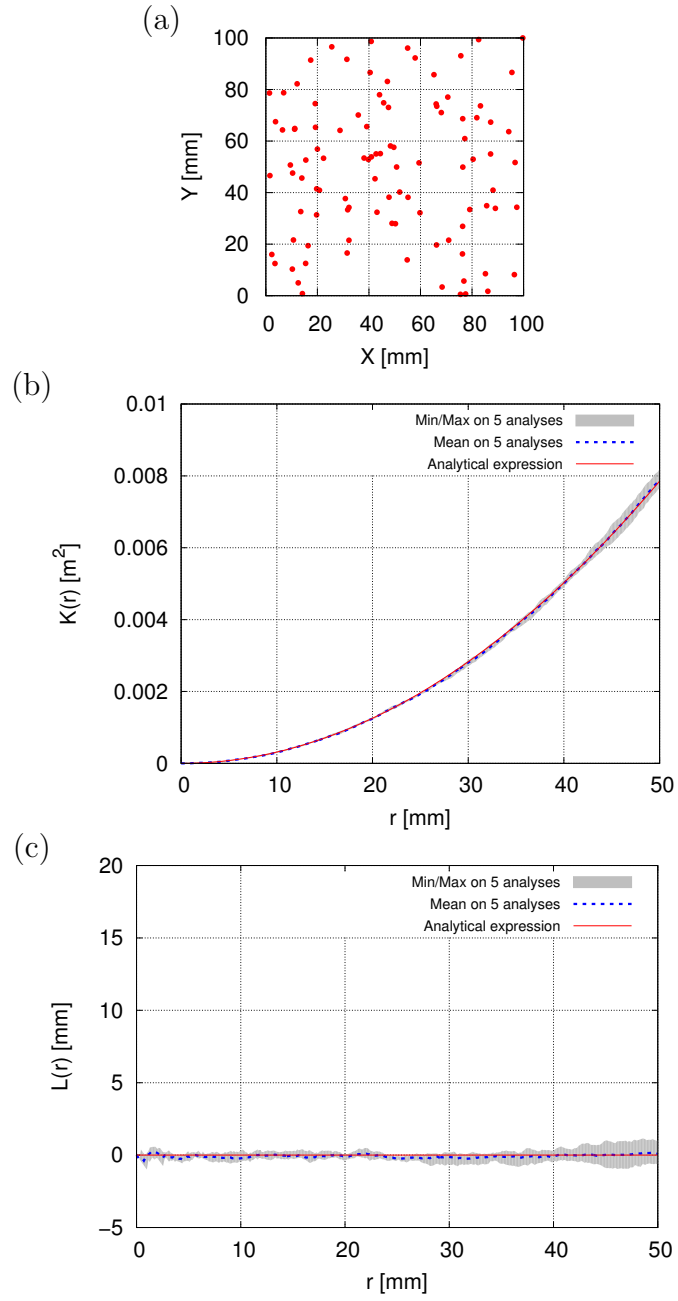 (a)
100
80
60
40
20
0
Y [mm]
0 20 40 60 80 100
X [mm]
(b)
0.01
0.008
0.006
0.004
0.002
0
K(r) [m²]
Min/Max on 5 analyses
Mean on 5 analyses
Analytical expression
0 10 20 30 40 50
r [mm]
(c)
20
15
10
5
0
−5
L(r) [mm]
Min/Max on 5 analyses
Mean on 5 analyses
Analytical expression
0 10 20 30 40 50
r [mm]